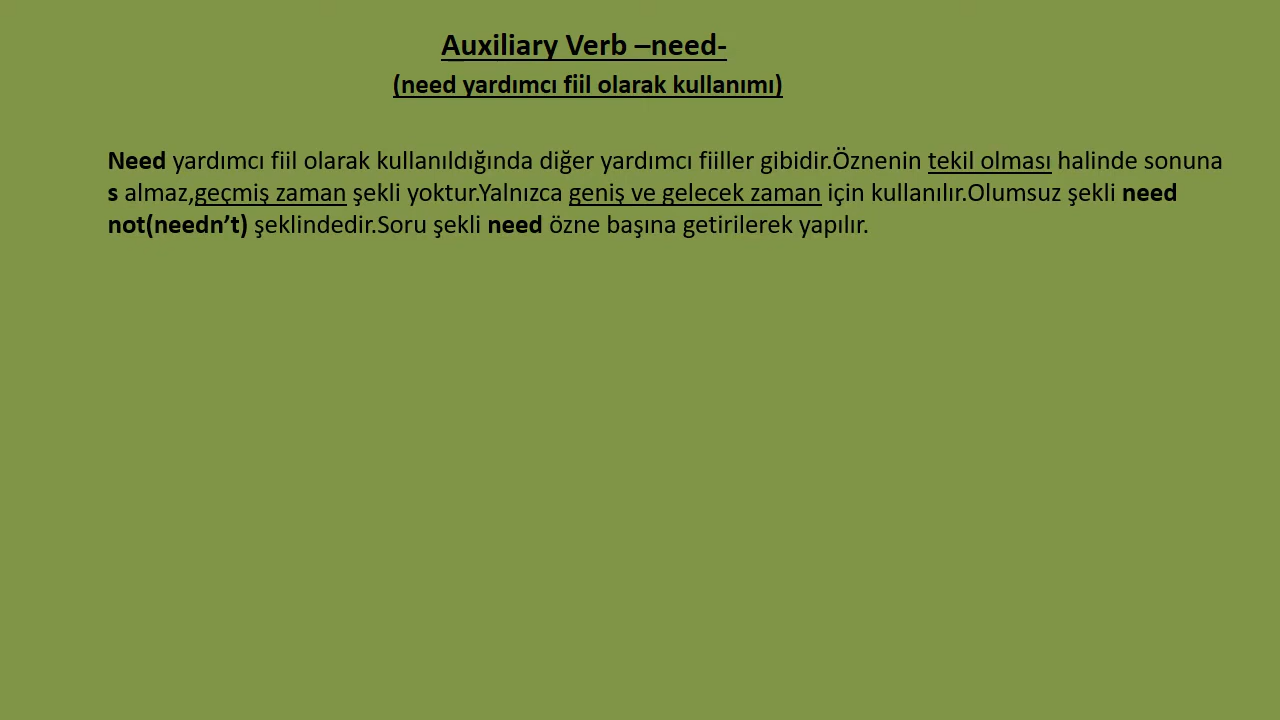 Auxiliary Verb –need-
(need yardımcı fiil olarak kullanımı)
Need yardımcı fiil olarak kullanıldığında diğer yardımcı fiiller gibidir.Öznenin tekil olması halinde sonuna
s almaz,geçmiş zaman şekli yoktur.Yalnızca geniş ve gelecek zaman için kullanılır.Olumsuz şekli need
not(needn’t) şeklindedir.Soru şekli need özne başına getirilerek yapılır.